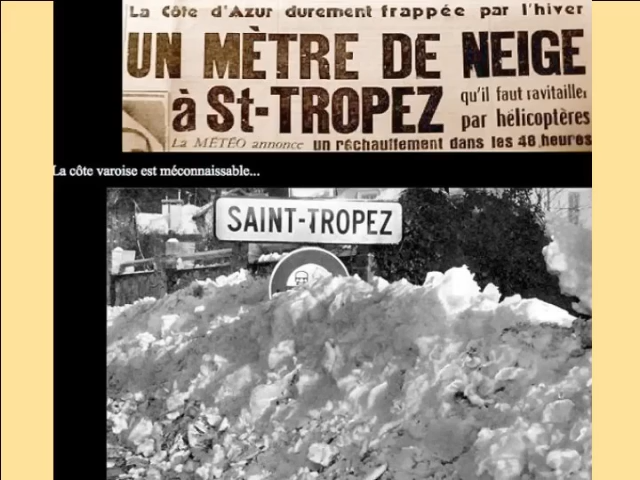 La Côte d'Azur durement frappée par l'hiver
UN MÈTRE DE NEIGE
à St-TROPEZ qu'il faut ravitailler
par hélicoptères
La MÉTÉO annonce un réchauffement dans les 48 heures
La côte varoise est méconnaissable...
SAINT-TROPEZ